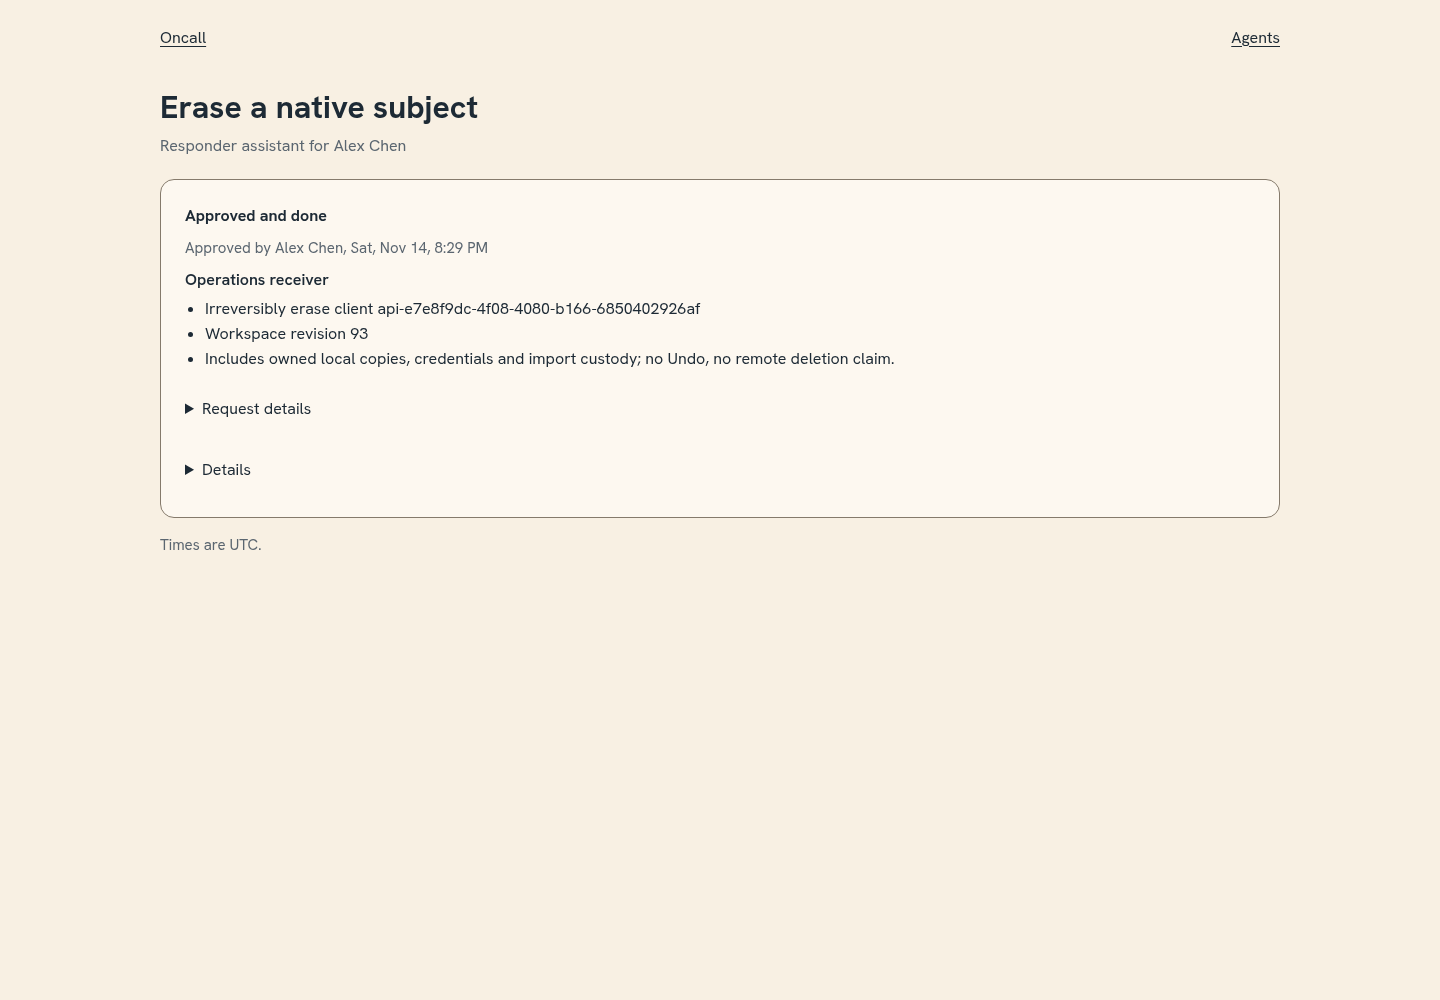 Oncall
Agents
Erase a native subject
Responder assistant for Alex Chen
Approved and done
Approved by Alex Chen, Sat, Nov 14, 8:29 PM
Operations receiver
Irreversibly erase client api-e7e8f9dc-4f08-4080-b166-6850402926af
Workspace revision 93
Includes owned local copies, credentials and import custody; no Undo, no remote deletion claim.
Request details
Details
Times are UTC.